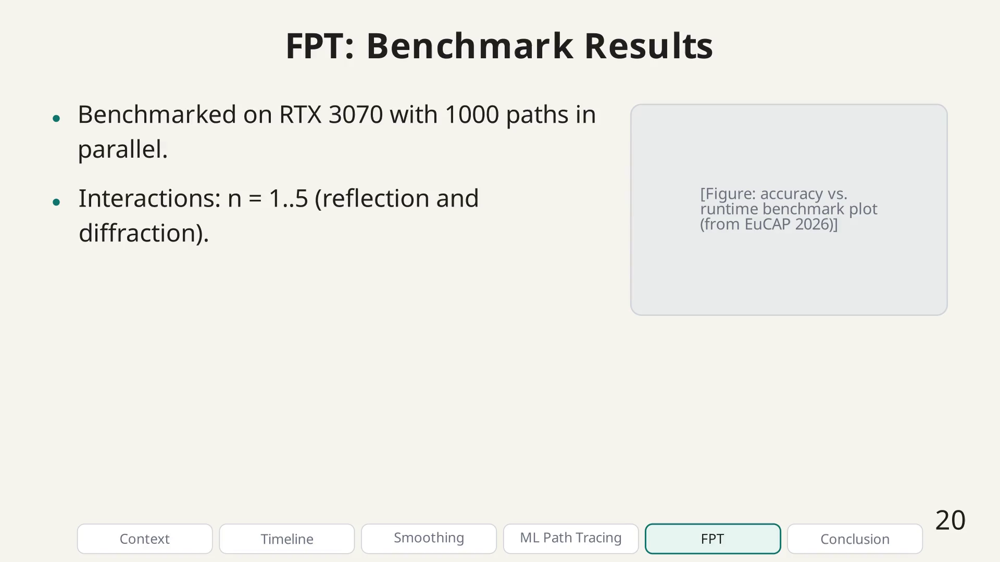 FPT: Benchmark Results
• Benchmarked on RTX 3070 with 1000 paths in
parallel.
• Interactions: n = 1..5 (reflection and
diffraction).
[Figure: accuracy vs.
runtime benchmark plot
(from EuCAP 2026)]
20
Context
Timeline
Smoothing
ML Path Tracing
FPT
Conclusion